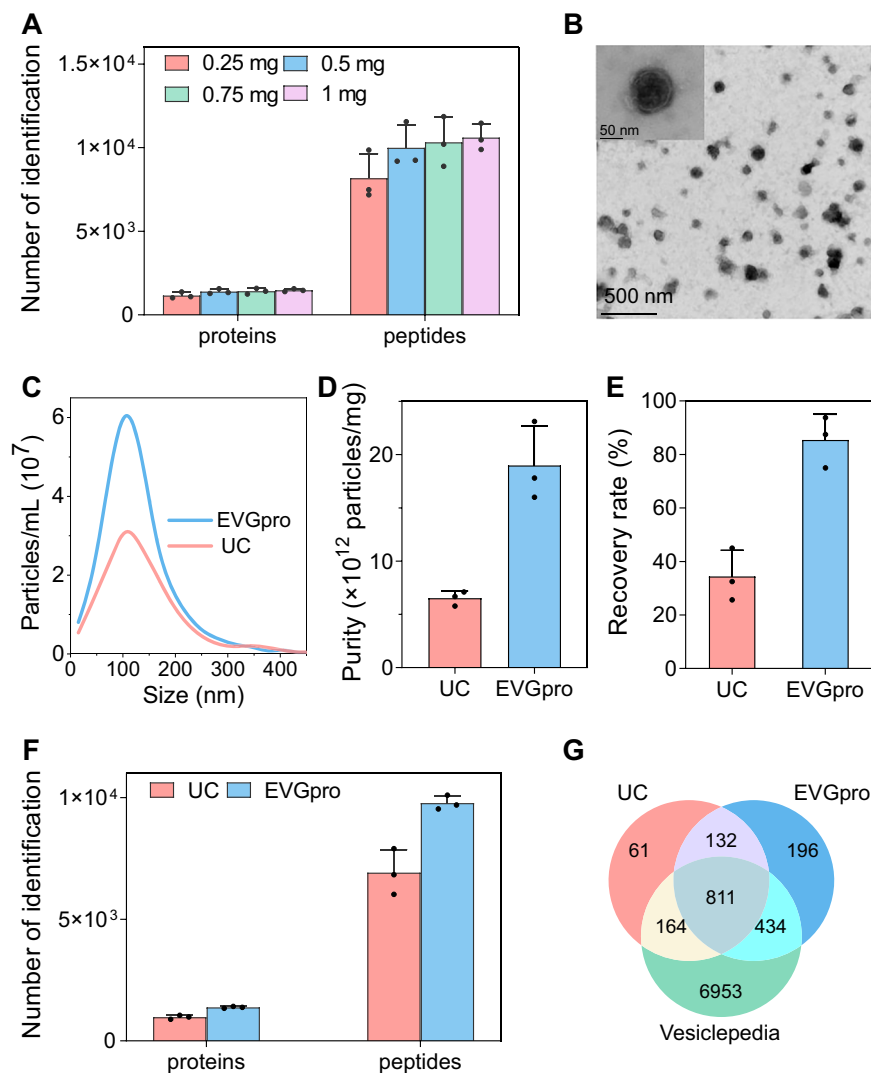 A
Number of identification
1.5×10⁴
1×10⁴
5×10³
0
0.25 mg
0.5 mg
0.75 mg
1 mg
proteins
peptides
B
50 nm
500 nm
C
Particles/mL (10⁷)
6
4
2
0
EVGpro
UC
0
100
200
300
400
Size (nm)
D
Purity (×10¹² particles/mg)
20
10
0
UC
EVGpro
E
Recovery rate (%)
100
80
60
40
20
0
UC
EVGpro
F
Number of identification
1×10⁴
5×10³
0
UC
EVGpro
proteins
peptides
G
UC
EVGpro
61
132
196
811
164
434
6953
Vesiclepedia